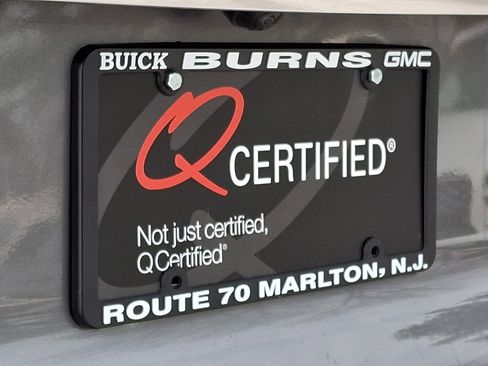 BUICK BURNS GMC
Q CERTIFIED®
Not just certified,
Q Certified®
ROUTE 70 MARLTON, N.J.